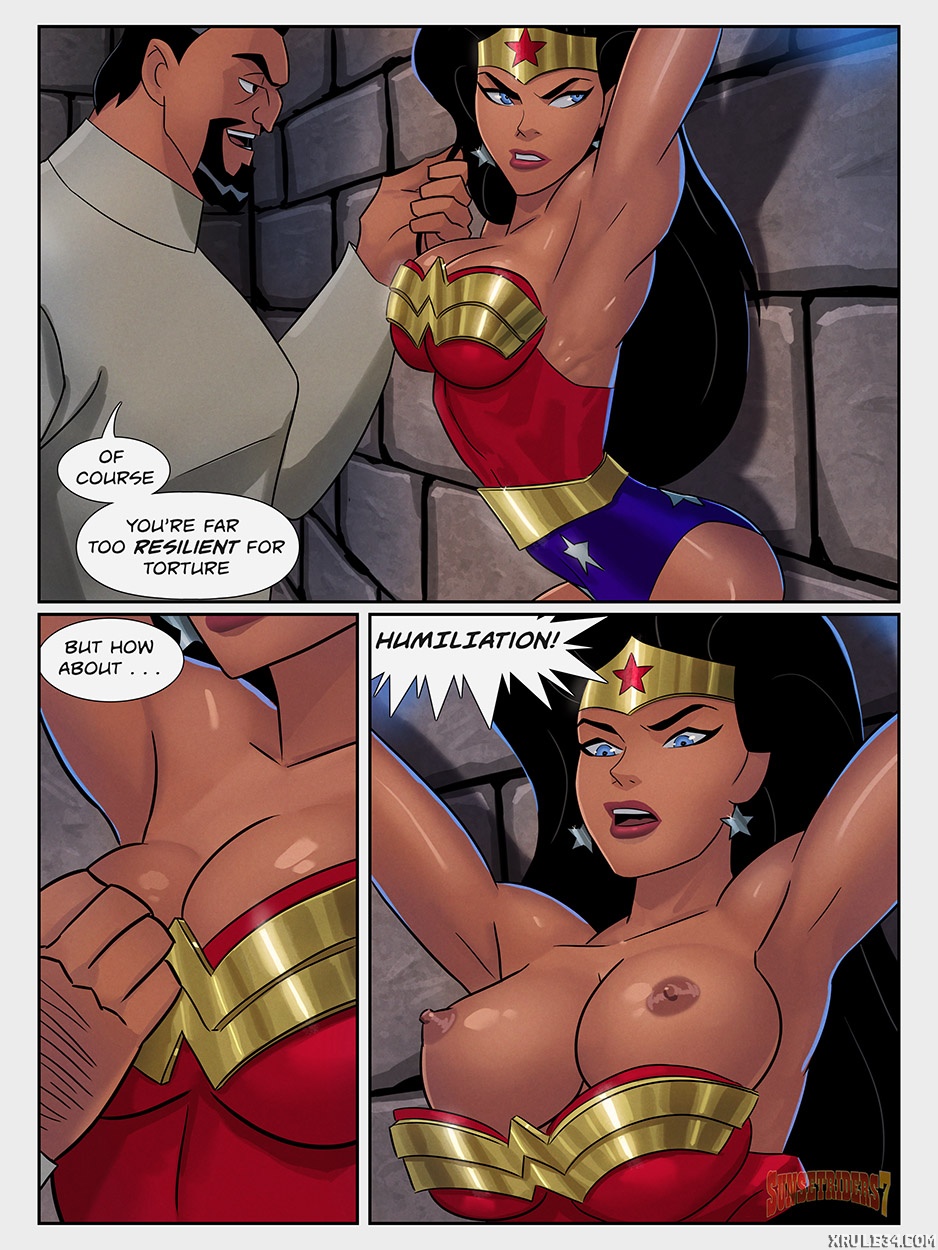 OF
COURSE
YOU'RE FAR
TOO RESILIENT FOR
TORTURE
BUT HOW
ABOUT . . .
HUMILIATION!
SUNSETRIDERS7
XRULE34.COM